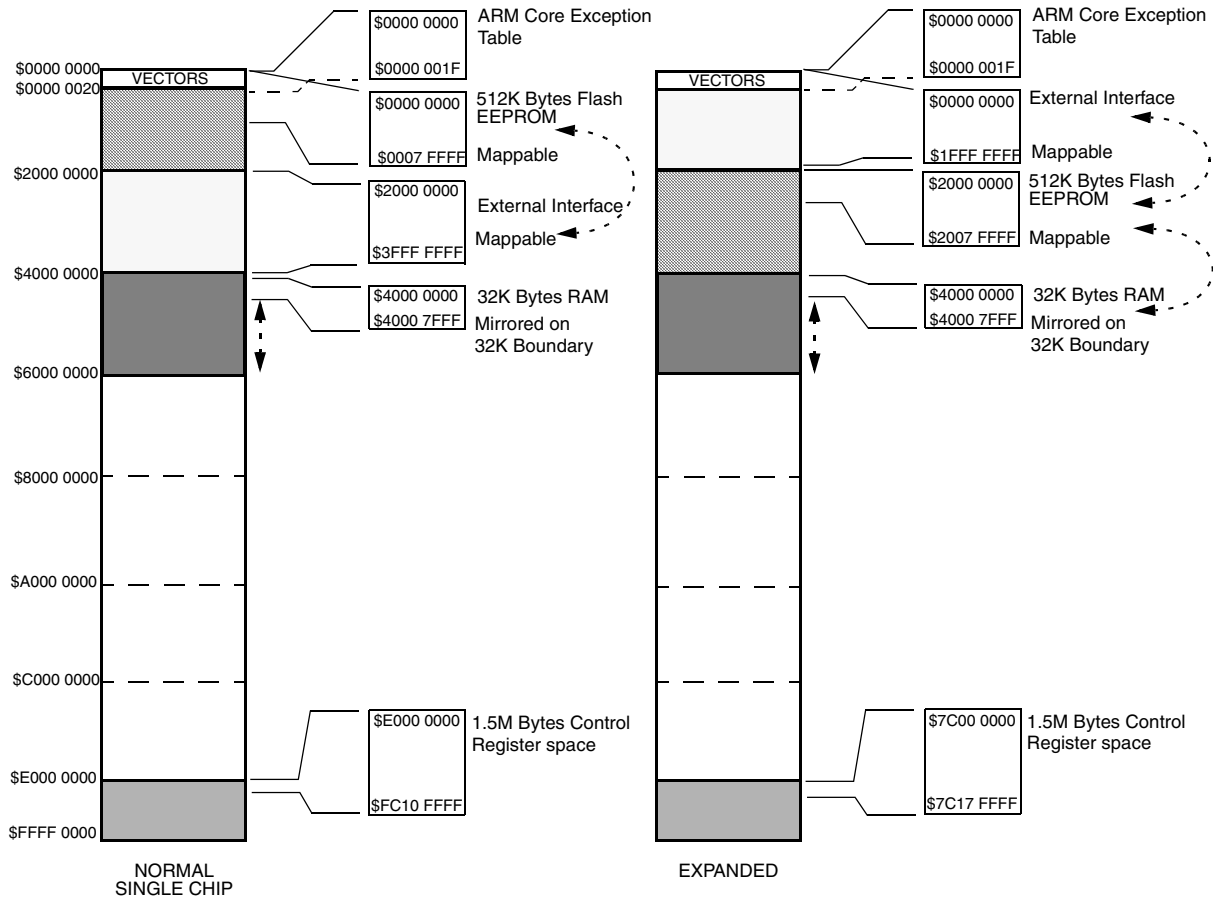 $0000 0000
$0000 0020
$2000 0000
$4000 0000
$6000 0000
$8000 0000
$A000 0000
$C000 0000
$E000 0000
$FFFF 0000
VECTORS
$0000 0000
$0000 001F
ARM Core Exception
Table
$0000 0000
$0007 FFFF
512K Bytes Flash
EEPROM
Mappable
$2000 0000
$3FFF FFFF
External Interface
Mappable
$4000 0000
$4000 7FFF
32K Bytes RAM
Mirrored on
32K Boundary
$E000 0000
$FC10 FFFF
1.5M Bytes Control
Register space
NORMAL
SINGLE CHIP
VECTORS
$0000 0000
$0000 001F
ARM Core Exception
Table
$0000 0000
$1FFF FFFF
External Interface
Mappable
$2000 0000
$2007 FFFF
512K Bytes Flash
EEPROM
Mappable
$4000 0000
$4000 7FFF
32K Bytes RAM
Mirrored on
32K Boundary
$7C00 0000
$7C17 FFFF
1.5M Bytes Control
Register space
EXPANDED